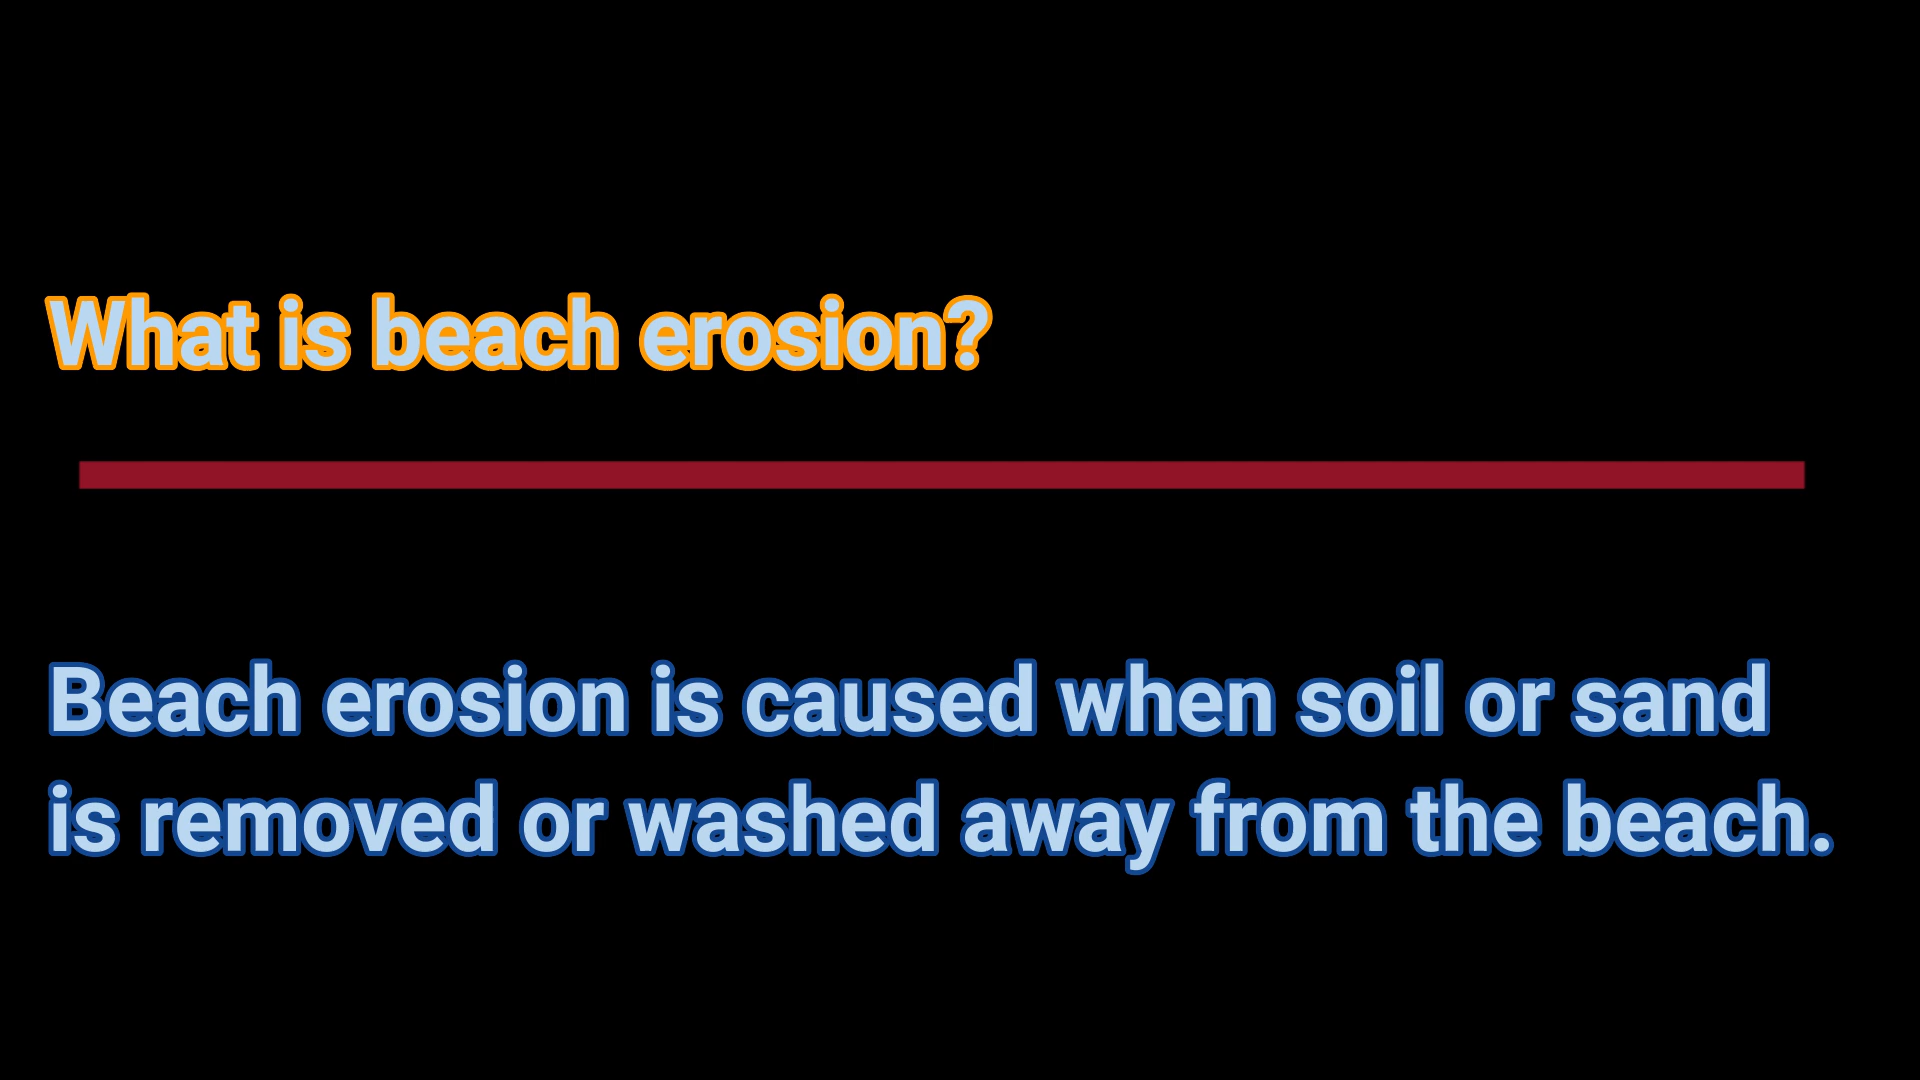 What is beach erosion?
Beach erosion is caused when soil or sand
is removed or washed away from the beach.